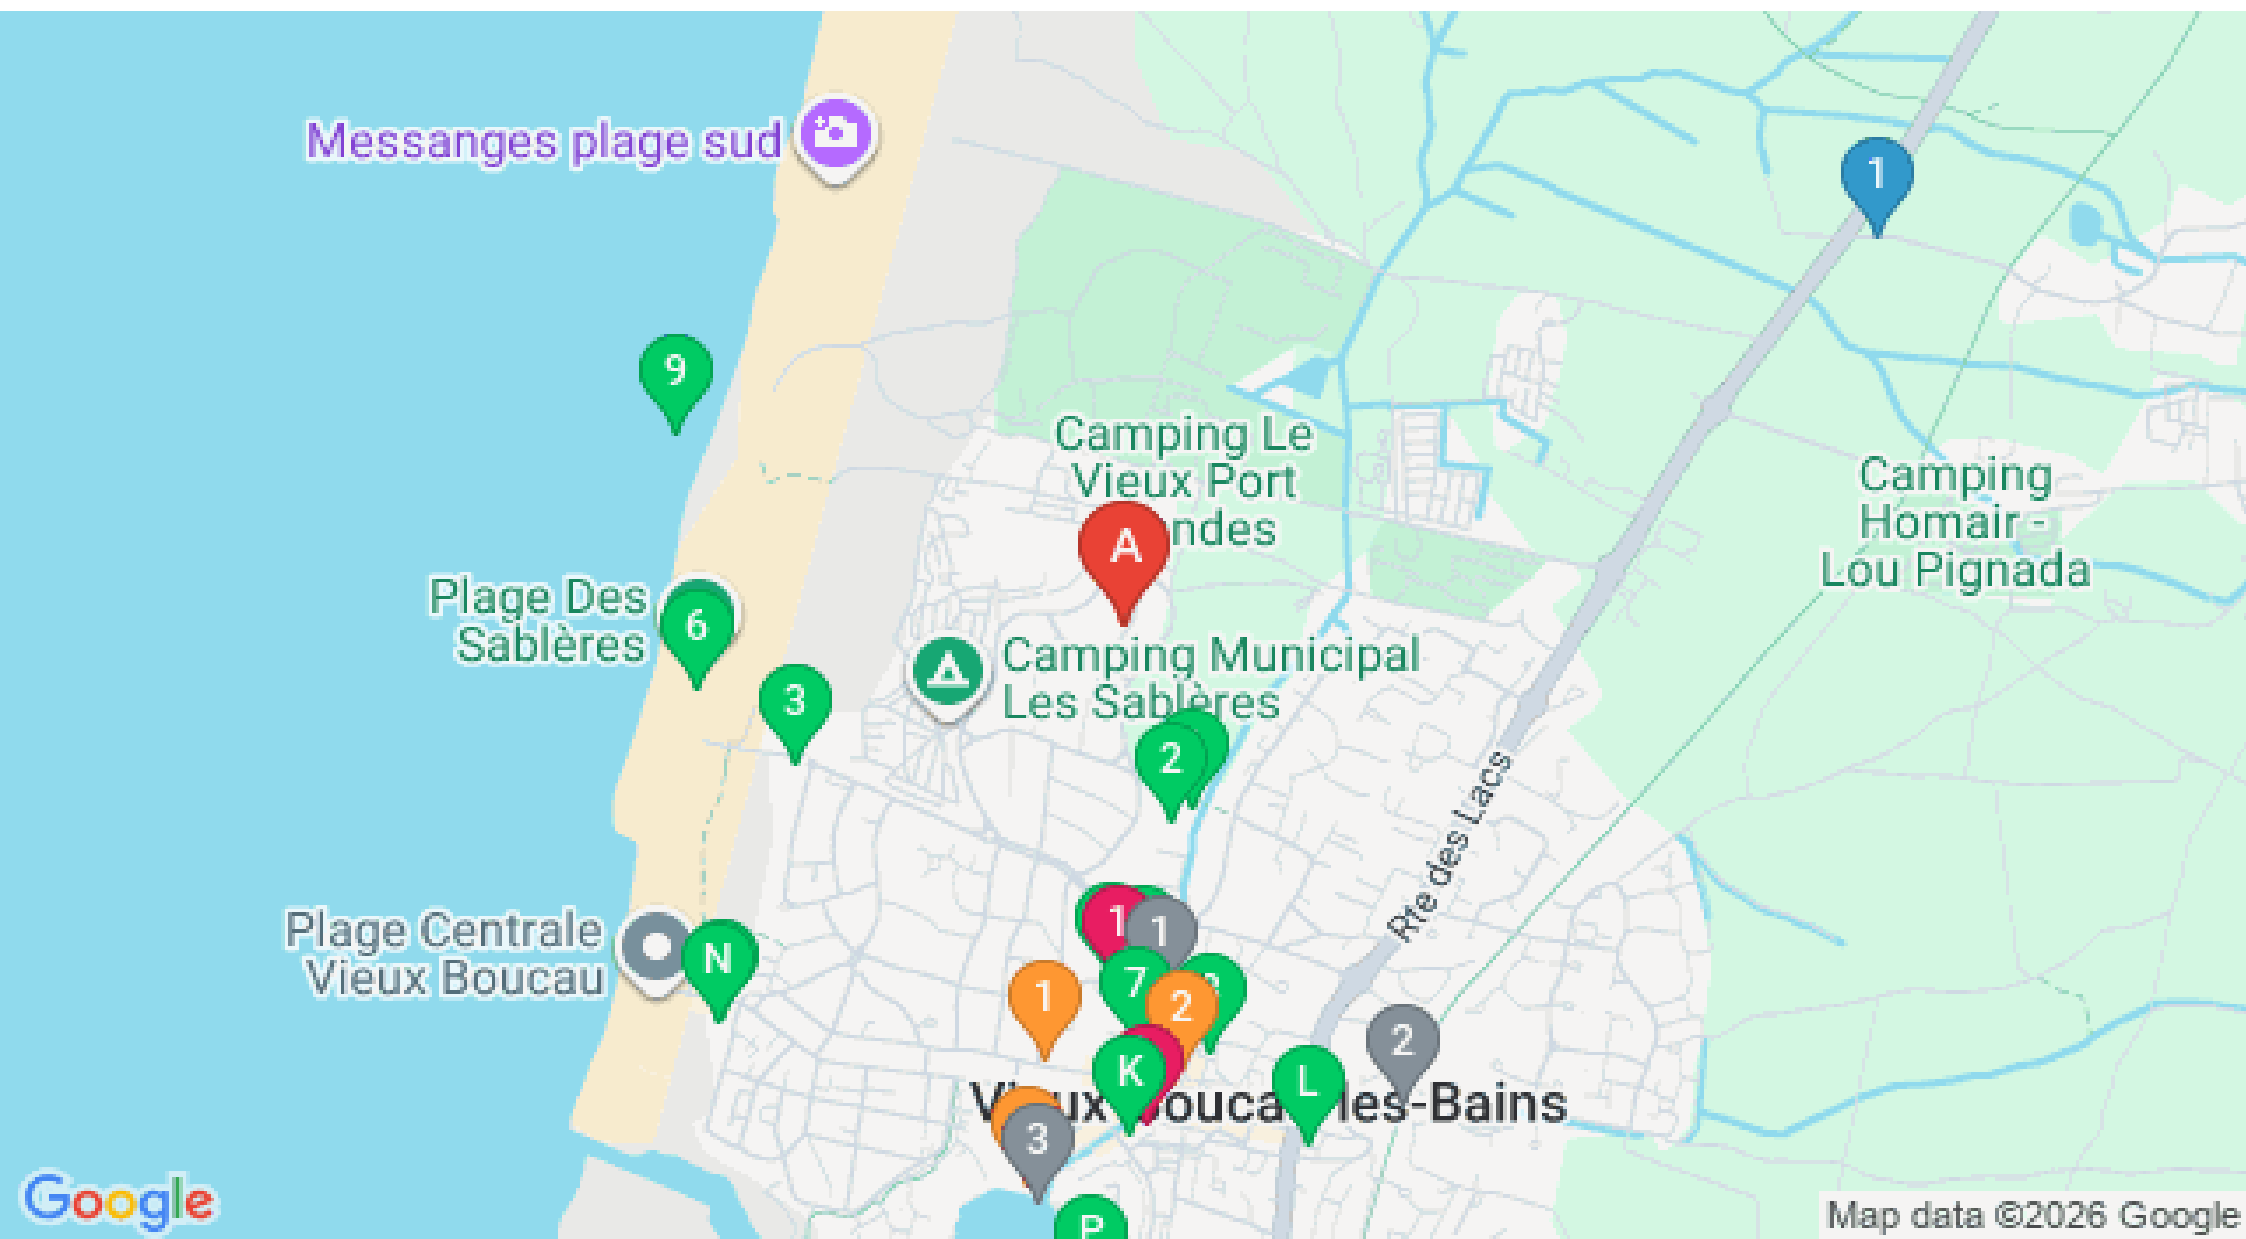 Messanges plage sud
1
9
Camping Le
Vieux Port
ndes
A
Camping
Homair -
Lou Pignada
Plage Des
Sablères
6
3
Camping Municipal
Les Sablères
2
Rte des Lacs
Plage Centrale
Vieux Boucau
N
1
1
7
1
2
2
K
L
3
P
Google
Map data ©2026 Google